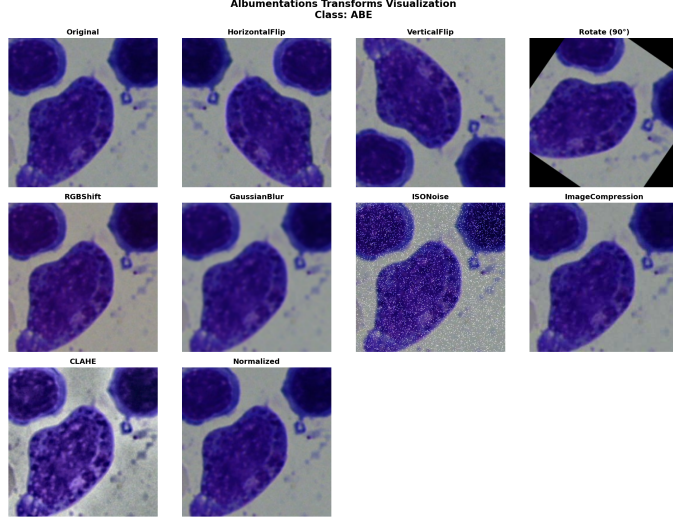 Albumentations Transforms Visualization
Class: ABE
Original
HorizontalFlip
VerticalFlip
Rotate (90°)
RGBShift
GaussianBlur
ISONoise
ImageCompression
CLAHE
Normalized